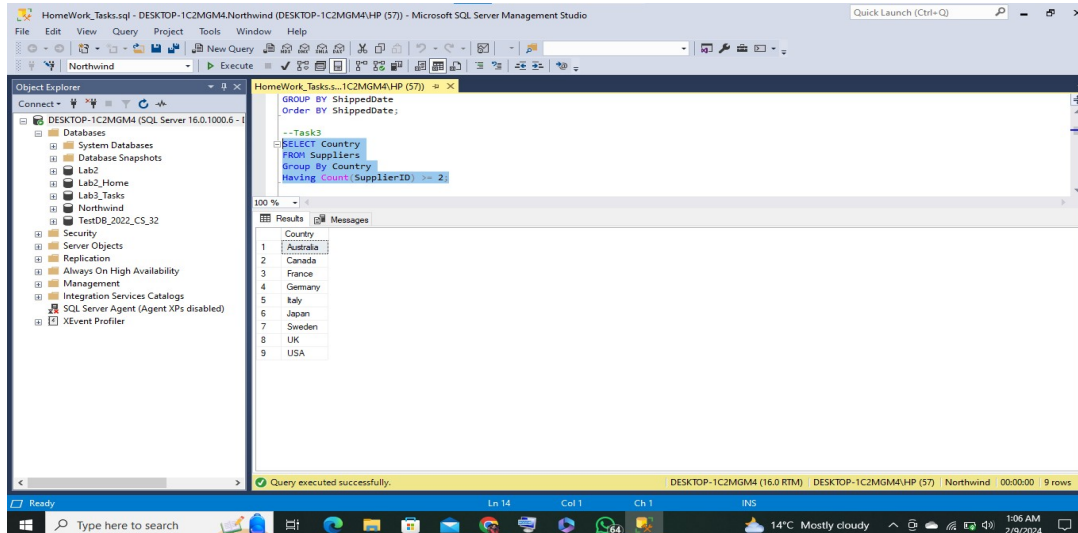 HomeWork_Tasks.sql - DESKTOP-1C2MGM4.Northwind (DESKTOP-1C2MGM4\HP (57)) - Microsoft SQL Server Management Studio
Quick Launch (Ctrl+Q)
File Edit View Query Project Tools Window Help
New Query
Northwind
Execute
Object Explorer
Connect
DESKTOP-1C2MGM4 (SQL Server 16.0.1000.6 -
Databases
System Databases
Database Snapshots
Lab2
Lab2_Home
Lab3_Tasks
Northwind
TestDB_2022_CS_32
Security
Server Objects
Replication
Always On High Availability
Management
Integration Services Catalogs
SQL Server Agent (Agent XPs disabled)
XEvent Profiler
HomeWork_Tasks.s...1C2MGM4\HP (57))
GROUP BY ShippedDate
Order BY ShippedDate;
--Task3
SELECT Country
FROM Suppliers
Group By Country
Having Count(SupplierID) >= 2;
100 %
Results Messages
Country
1 Australia
2 Canada
3 France
4 Germany
5 Italy
6 Japan
7 Sweden
8 UK
9 USA
Query executed successfully.
DESKTOP-1C2MGM4 (16.0 RTM) DESKTOP-1C2MGM4\HP (57) Northwind 00:00:00 9 rows
Ready Ln 14 Col 1 Ch 1 INS
Type here to search
64
14°C Mostly cloudy
1:06 AM
2/9/2024